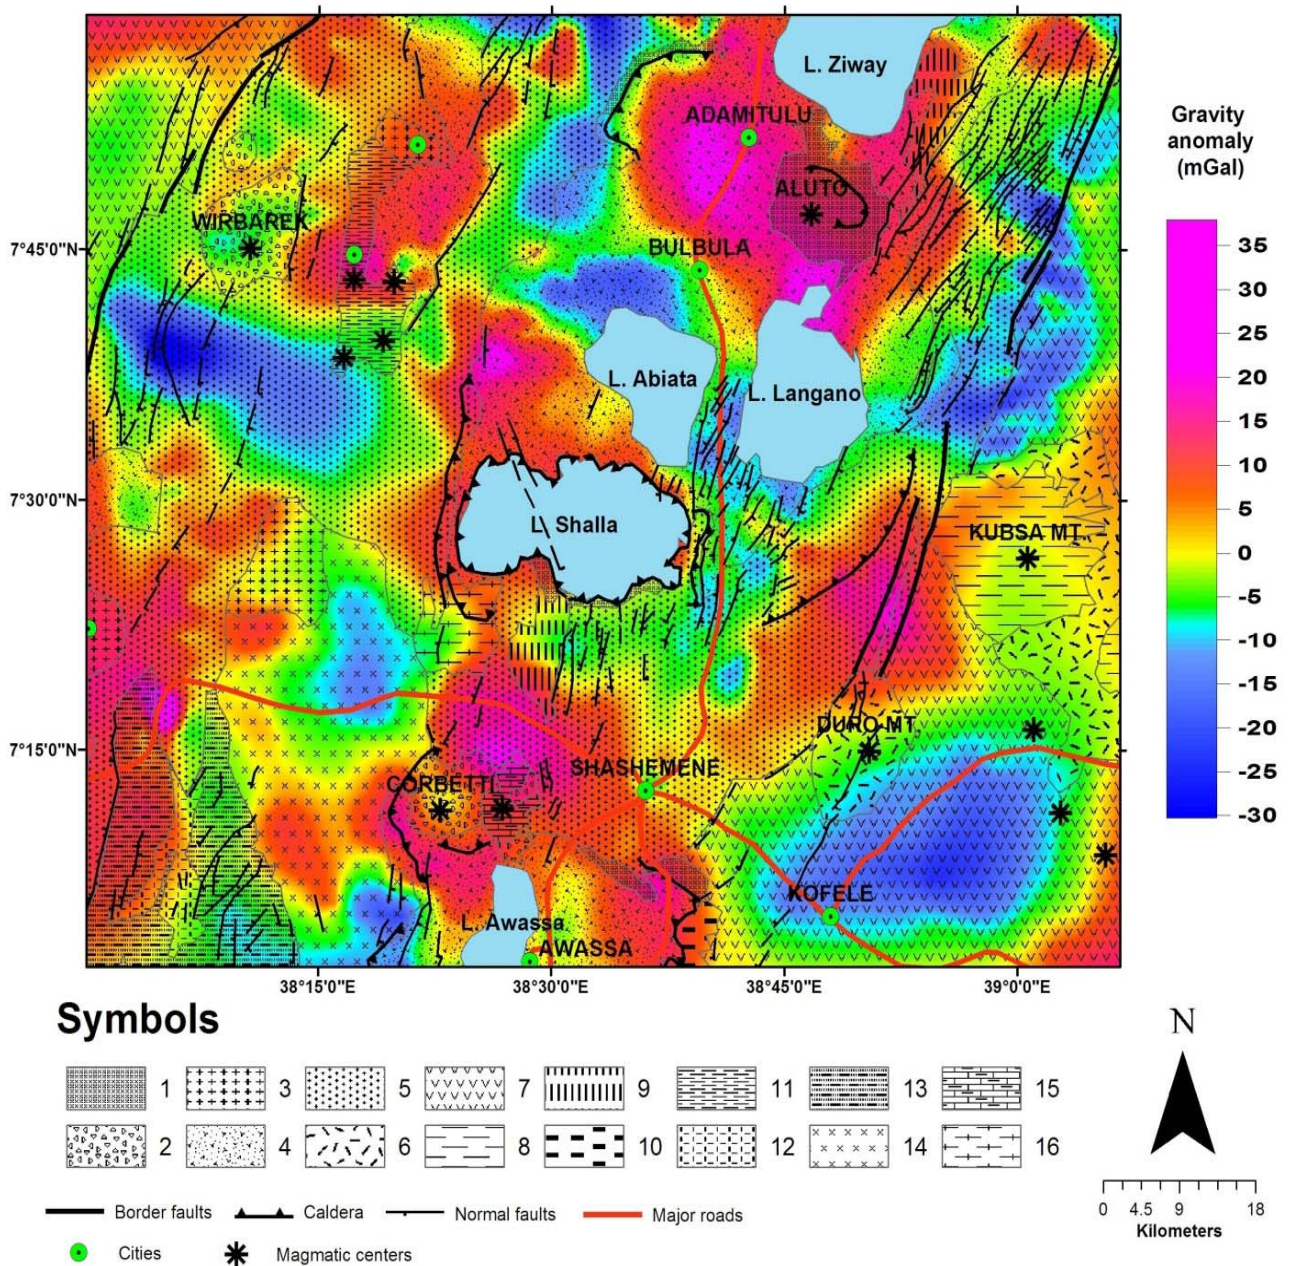 L. Ziway
ADAMITULU
ALUTO
WIRBAREK
BULBULA
L. Abiata
L. Langano
L. Shalla
KUBSA MT.
DURO MT.
SHASHEMENE
CORBETTI
KOFELE
L. Awassa
AWASSA
7°45'0"N
7°30'0"N
7°15'0"N
38°15'0"E
38°30'0"E
38°45'0"E
39°0'0"E
Gravity
anomaly
(mGal)
35
30
25
20
15
10
5
0
-5
-10
-15
-20
-25
-30
Symbols
1 3 5 7 9 11 13 15
2 4 6 8 10 12 14 16
Border faults Caldera Normal faults Major roads
Cities Magmatic centers
N
0 4.5 9 18
Kilometers